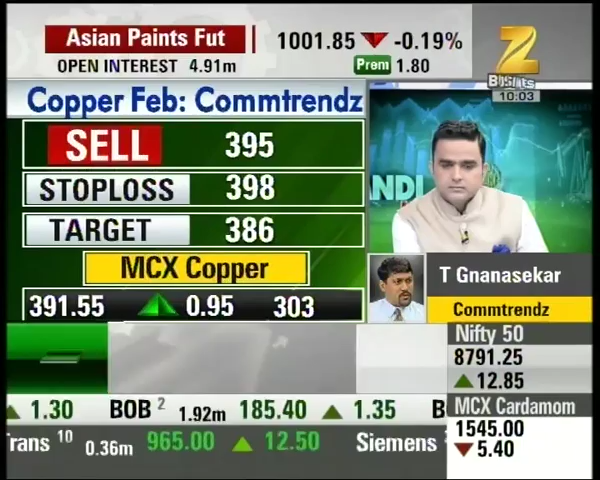 Asian Paints Fut
1001.85 -0.19%
OPEN INTEREST 4.91m
Prem 1.80
Z
10:03
Copper Feb: Commtrendz
SELL 395
STOPLOSS 398
TARGET 386
MCX Copper
391.55 0.95 303
NDI
T Gnanasekar
Commtrendz
Nifty 50
8791.25
12.85
MCX Cardamom
1545.00
5.40
1.30 BOB 2 1.92m 185.40 1.35 B
Trans 10 0.36m 965.00 12.50 Siemens